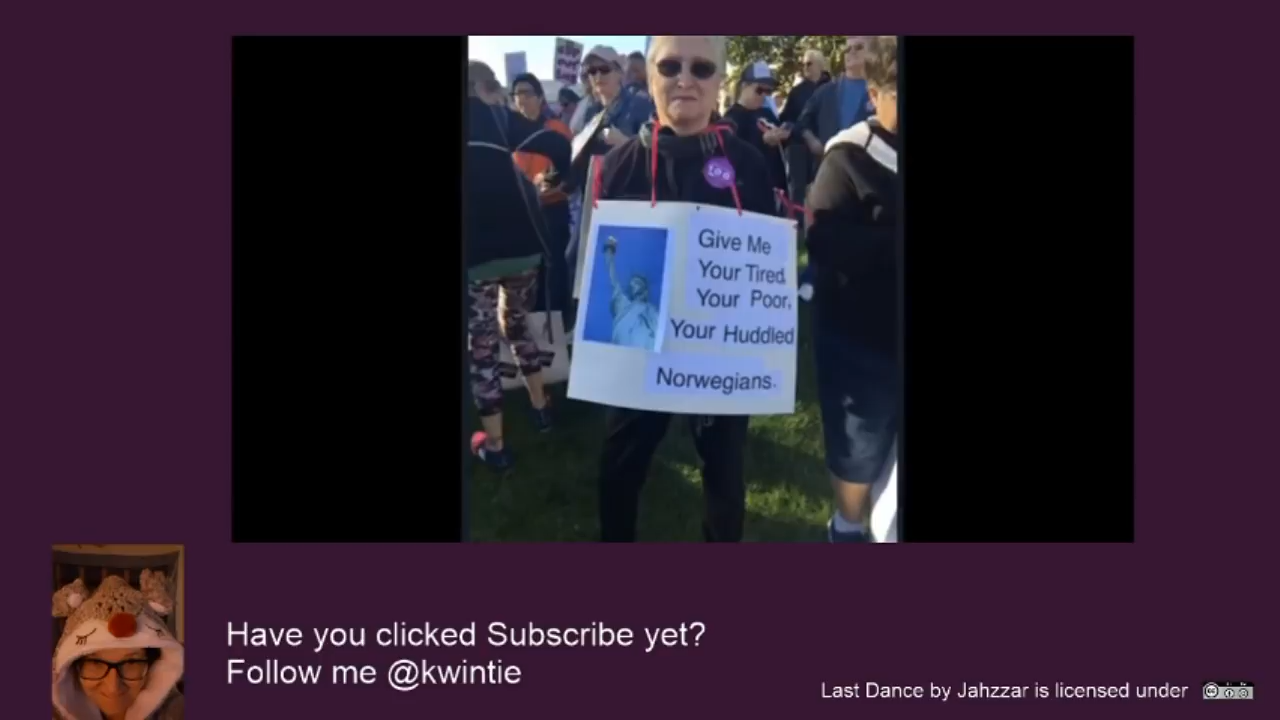 Give Me
Your Tired,
Your Poor,
Your Huddled
Norwegians.
Have you clicked Subscribe yet?
Follow me @kwintie
Last Dance by Jahzzar is licensed under